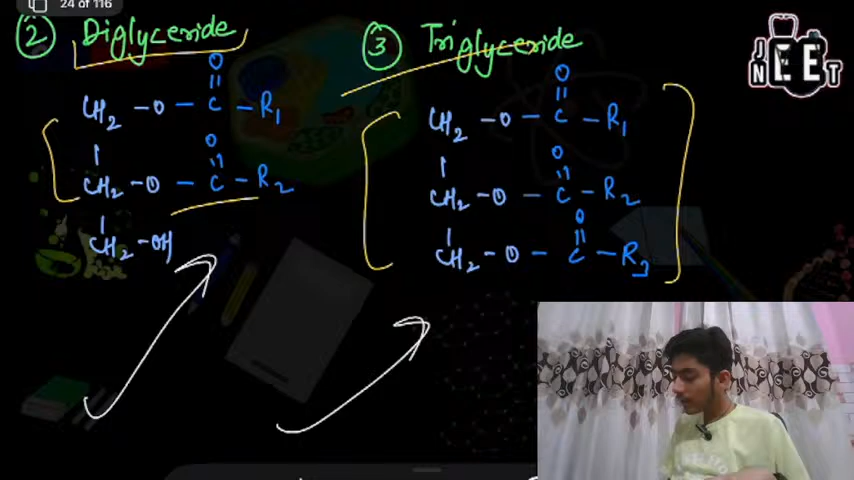 24 of 116
② Diglyceride
CH2 - O - C - R1
O
||
CH2 - O - C - R2
O
||
CH2 - OH
③ Triglyceride
CH2 - O - C - R1
O
||
CH2 - O - C - R2
O
||
CH2 - O - C - R3
O
||
J
NEET